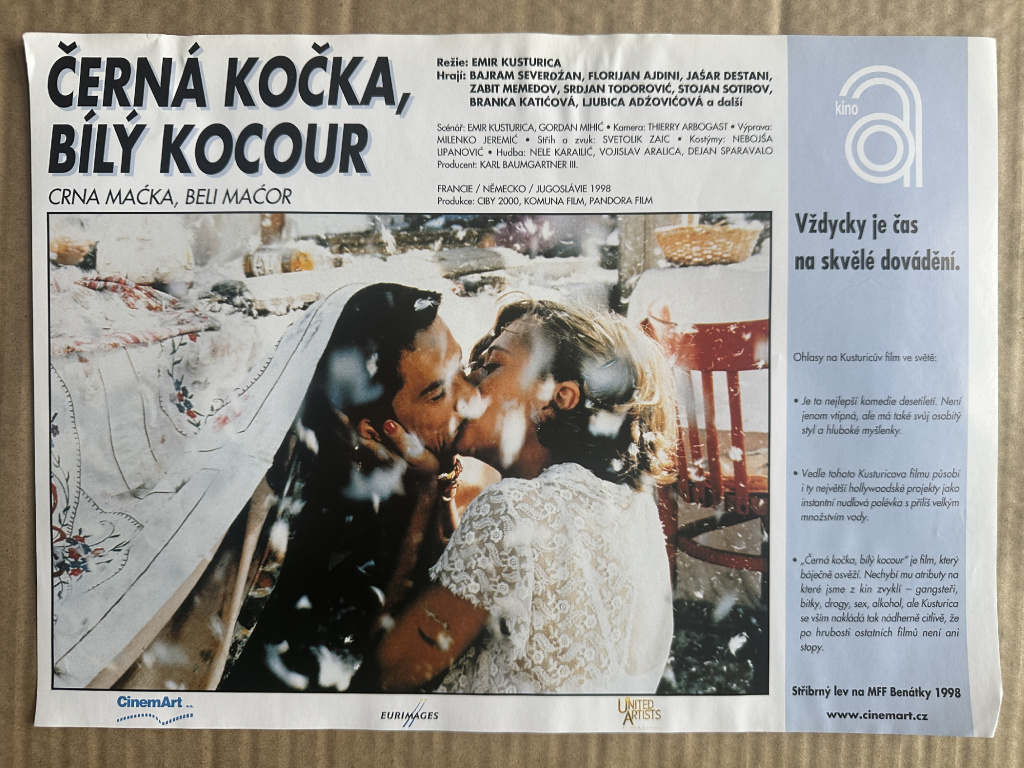 ČERNÁ KOČKA,
BÍLÝ KOCOUR
CRNA MAĆKA, BELI MAĆOR
Režie: EMIR KUSTURICA
Hrají: BAJRAM SEVERDŽAN, FLORIJAN AJDINI, JAŠAR DESTANI,
ZABIT MEMEDOV, SRDJAN TODOROVIĆ, STOJAN SOTIROV,
BRANKA KATIĆOVÁ, LJUBICA ADŽOVIĆOVÁ a další
Scénář: EMIR KUSTURICA, GORDAN MIHIĆ • Kamera: THIERRY ARBOGAST • Výprava:
MILENKO JEREMIĆ • Střih a zvuk: SVETOLIK ZAIC • Kostýmy: NEBOJŠA
LIPANOVIĆ • Hudba: NELE KARAILIĆ, VOJISLAV ARALICA, DEJAN SPARAVALO
Producent: KARL BAUMGARTNER III.
FRANCIE / NĚMECKO / JUGOSLÁVIE 1998
Produkce: CIBY 2000, KOMUNA FILM, PANDORA FILM
kino
Vždycky je čas
na skvělé dovádění.
Ohlasy na Kusturicův film ve světě:
• Je to nejlepší komedie desetiletí. Není
jenom vtipná, ale má také svůj osobitý
styl a hluboké myšlenky.
• Vedle tohoto Kusturicova filmu působí
i ty největší hollywoodské projekty jako
instantní nudlová polévka s příliš velkým
množstvím vody.
• „Černá kočka, bílý kocour" je film, který
báječně osvěží. Nechybí mu atributy na
které jsme z kin zvyklí – gangsteři,
bitky, drogy, sex, alkohol, ale Kusturica
se vším nakládá tak nádherně citlivě, že
po hrubosti ostatních filmů není ani
stopy.
Stříbrný lev na MFF Benátky 1998
www.cinemart.cz
CinemArt
EURIMAGES
UNITED
ARTISTS